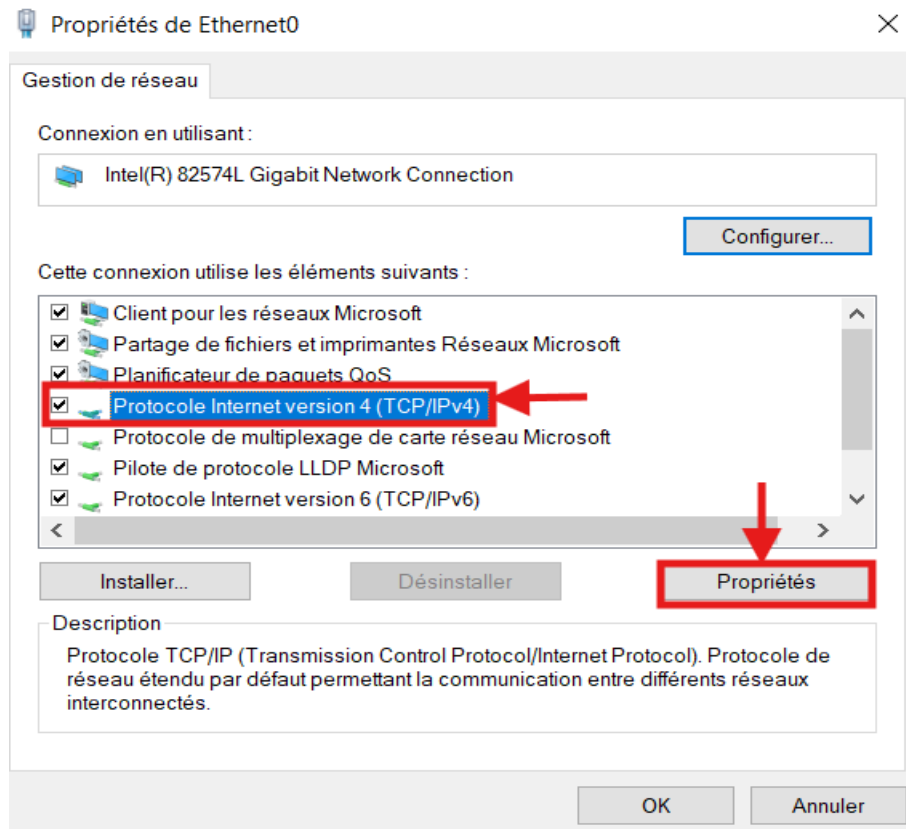 Propriétés de Ethernet0
Gestion de réseau
Connexion en utilisant :
Intel(R) 82574L Gigabit Network Connection
Configurer...
Cette connexion utilise les éléments suivants :
Client pour les réseaux Microsoft
Partage de fichiers et imprimantes Réseaux Microsoft
Planificateur de paquets QoS
Protocole Internet version 4 (TCP/IPv4)
Protocole de multiplexage de carte réseau Microsoft
Pilote de protocole LLDP Microsoft
Protocole Internet version 6 (TCP/IPv6)
Installer...
Désinstaller
Propriétés
Description
Protocole TCP/IP (Transmission Control Protocol/Internet Protocol). Protocole de
réseau étendu par défaut permettant la communication entre différents réseaux
interconnectés.
OK
Annuler